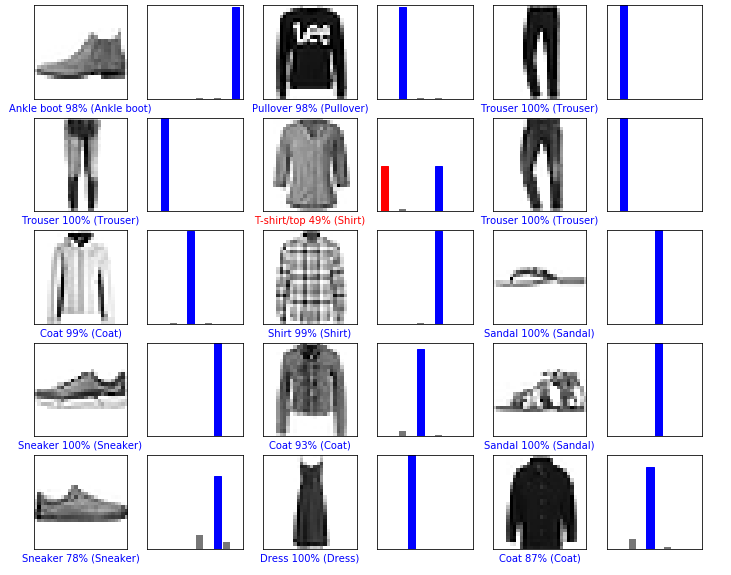 Lee
Ankle boot 98% (Ankle boot)
Pullover 98% (Pullover)
Trouser 100% (Trouser)
Trouser 100% (Trouser)
T-shirt/top 49% (Shirt)
Trouser 100% (Trouser)
Coat 99% (Coat)
Shirt 99% (Shirt)
Sandal 100% (Sandal)
Sneaker 100% (Sneaker)
Coat 93% (Coat)
Sandal 100% (Sandal)
Sneaker 78% (Sneaker)
Dress 100% (Dress)
Coat 87% (Coat)